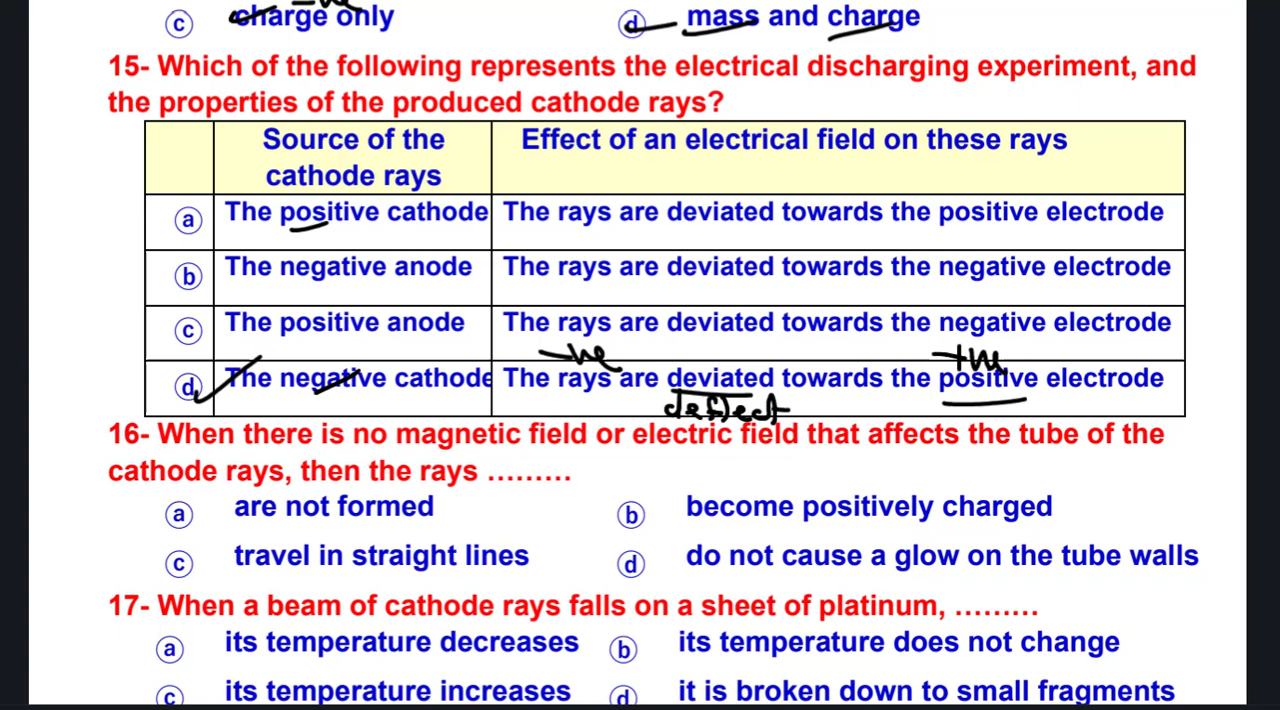 -ve
c charge only d mass and charge
15- Which of the following represents the electrical discharging experiment, and
the properties of the produced cathode rays?
Source of the
cathode rays
Effect of an electrical field on these rays
a The positive cathode The rays are deviated towards the positive electrode
b The negative anode The rays are deviated towards the negative electrode
c The positive anode The rays are deviated towards the negative electrode
-ve +ve
d The negative cathode The rays are deviated towards the positive electrode
deflect
16- When there is no magnetic field or electric field that affects the tube of the
cathode rays, then the rays .........
a are not formed b become positively charged
c travel in straight lines d do not cause a glow on the tube walls
17- When a beam of cathode rays falls on a sheet of platinum, .........
a its temperature decreases b its temperature does not change
c its temperature increases d it is broken down to small fragments